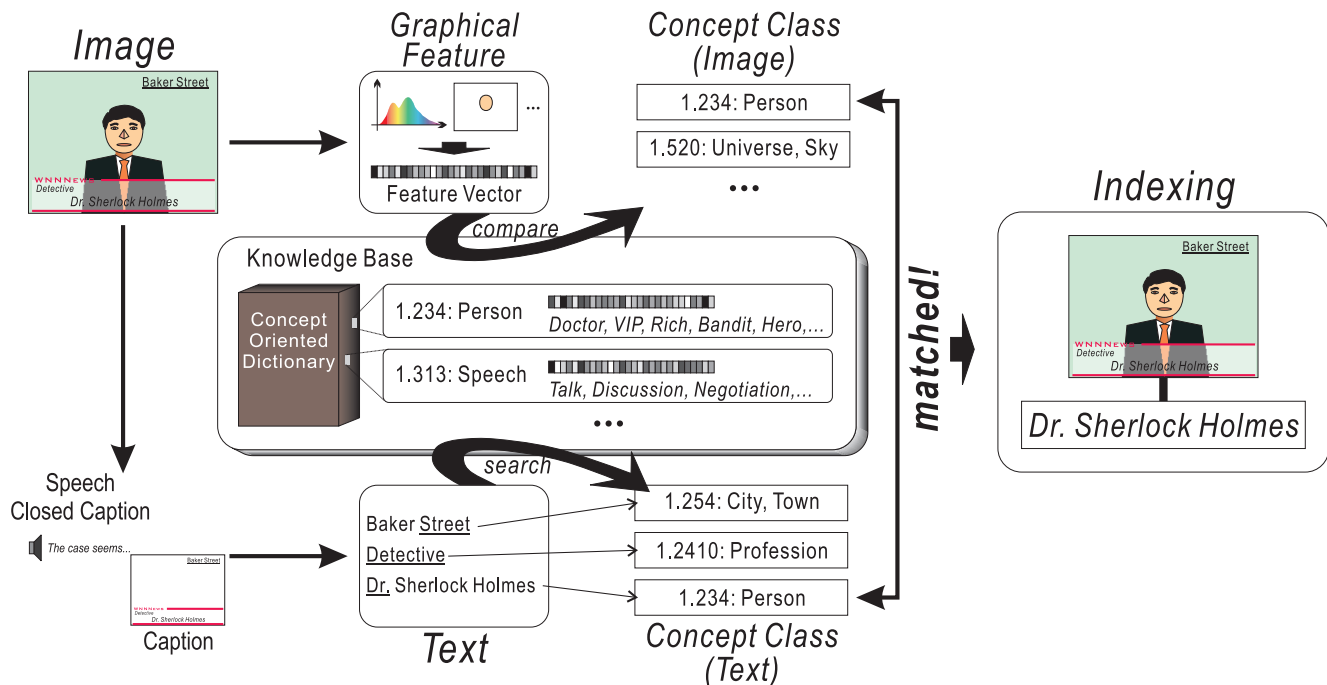 Image
Baker Street
WNNNEWS
Detective
Dr. Sherlock Holmes
Graphical
Feature
...
Feature Vector
Concept Class
(Image)
1.234: Person
1.520: Universe, Sky
...
compare
Knowledge Base
Concept
Oriented
Dictionary
1.234: Person
Doctor, VIP, Rich, Bandit, Hero,...
1.313: Speech
Talk, Discussion, Negotiation,...
...
search
Speech
Closed Caption
The case seems...
Baker Street
WNNNEWS
Detective
Dr. Sherlock Holmes
Caption
Baker Street
Detective
Dr. Sherlock Holmes
Text
1.254: City, Town
1.2410: Profession
1.234: Person
Concept Class
(Text)
matched!
Indexing
Baker Street
WNNNEWS
Detective
Dr. Sherlock Holmes
Dr. Sherlock Holmes